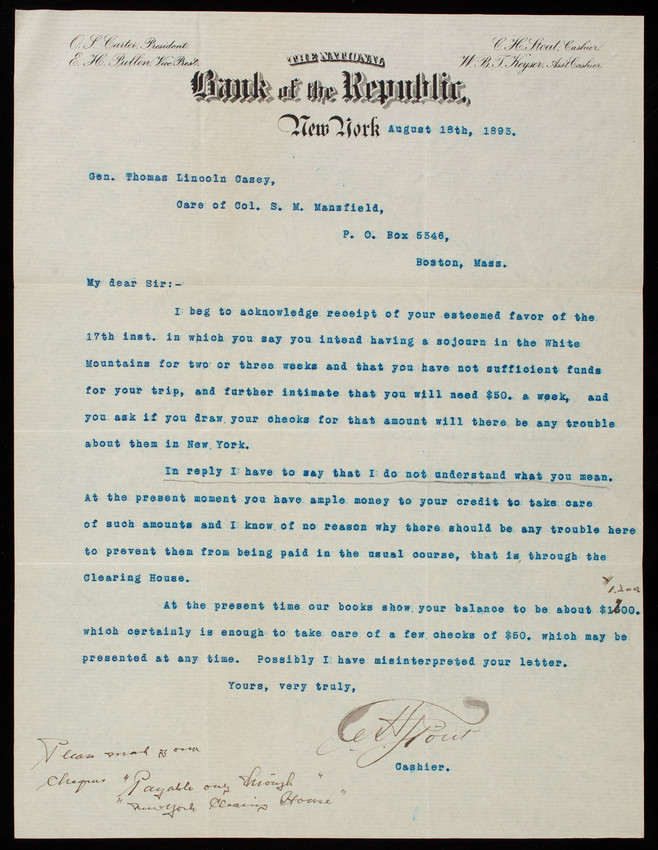 O. S. Carter, President.
E. H. Pullen, Vice Prest.
C. H. Stout, Cashier.
W. B. T. Keyser, Asst Cashier.
THE NATIONAL
Bank of the Republic,
New York August 18th, 1893.
Gen. Thomas Lincoln Casey,
Care of Col. S. M. Mansfield,
P. O. Box 5346,
Boston, Mass.
My dear Sir:-
I beg to acknowledge receipt of your esteemed favor of the
17th inst. in which you say you intend having a sojourn in the White
Mountains for two or three weeks and that you have not sufficient funds
for your trip, and further intimate that you will need $50. a week, and
you ask if you draw your checks for that amount will there be any trouble
about them in New York.
In reply I have to say that I do not understand what you mean.
At the present moment you have ample money to your credit to take care
of such amounts and I know of no reason why there should be any trouble here
to prevent them from being paid in the usual course, that is through the
Clearing House.
$1,200
At the present time our books show your balance to be about $1200.
which certainly is enough to take care of a few checks of $50. which may be
presented at any time. Possibly I have misinterpreted your letter.
Yours, very truly,
C H Stout
Cashier.
Please
cheques "Payable only through"
"New York Clearing House"